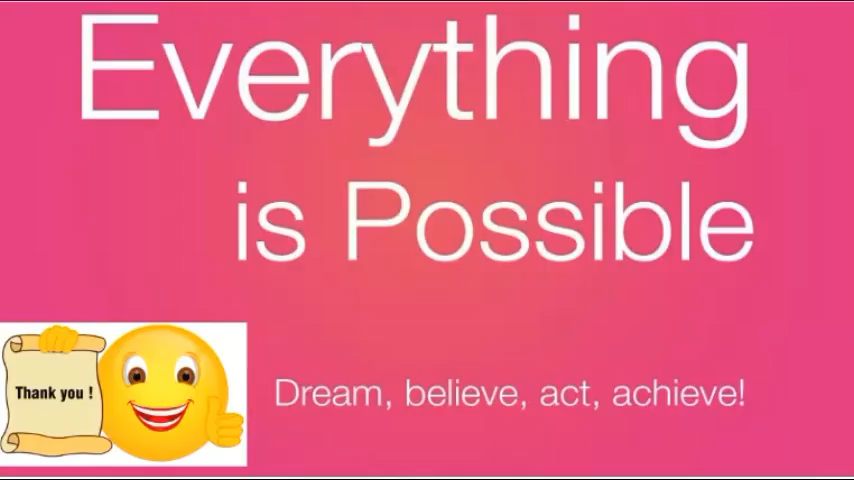 Everything
is Possible
Thank you !
Dream, believe, act, achieve!